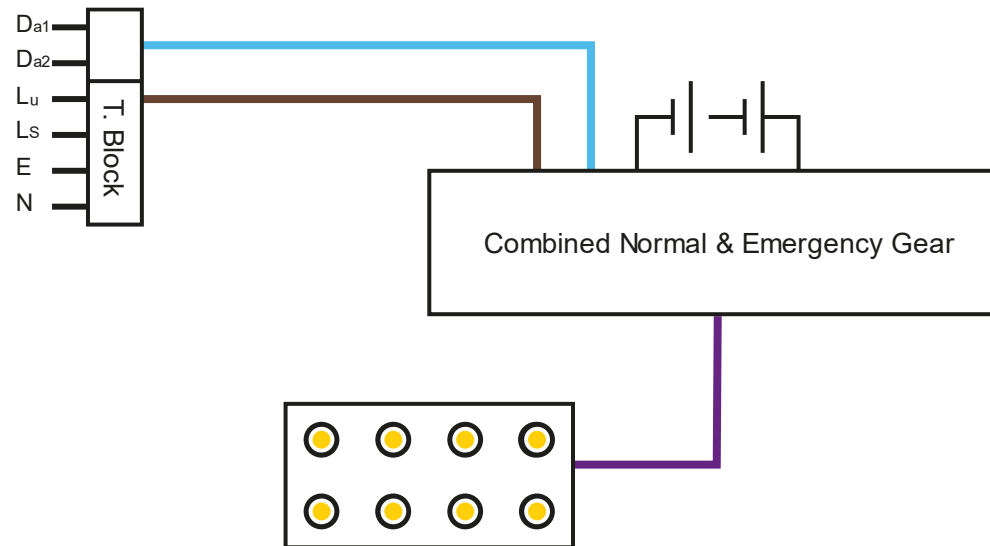 Da1
Da2
Lu
LS
E
N
T. Block
Combined Normal & Emergency Gear